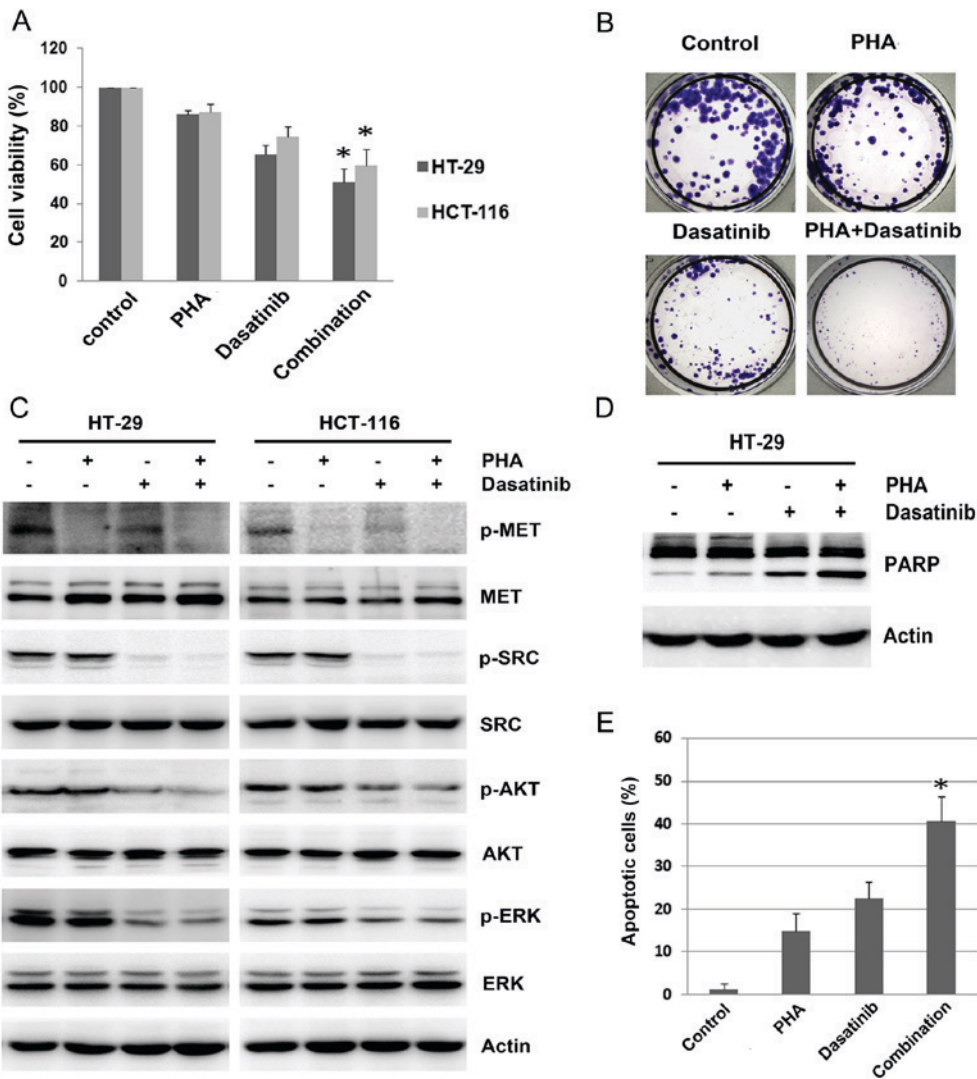 A
Cell viability (%)
120
100
80
60
40
20
0
* *
HT-29
HCT-116
control PHA Dasatinib Combination
B
Control PHA
Dasatinib PHA+Dasatinib
C
HT-29 HCT-116
- + - + - + - + PHA
- - + + - - + + Dasatinib
p-MET
MET
p-SRC
SRC
p-AKT
AKT
p-ERK
ERK
Actin
D
HT-29
- + - + PHA
- - + + Dasatinib
PARP
Actin
E
Apoptotic cells (%)
60
50
40
30
20
10
0
*
Control PHA Dasatinib Combination